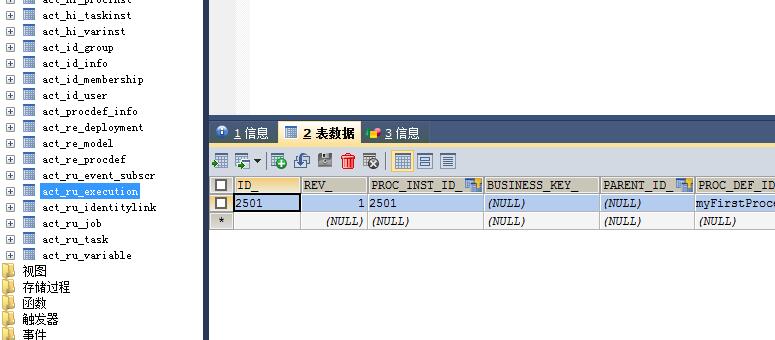 act_hi_procinst
act_hi_taskinst
act_hi_varinst
act_id_group
act_id_info
act_id_membership
act_id_user
act_procdef_info
act_re_deployment
act_re_model
act_re_procdef
act_ru_event_subscr
act_ru_execution
act_ru_identitylink
act_ru_job
act_ru_task
act_ru_variable
视图
存储过程
函数
触发器
事件
1 信息 2 表数据 3 信息
ID_ REV_ PROC_INST_ID_ BUSINESS_KEY_ PARENT_ID_ PROC_DEF_ID
2501 1 2501 (NULL) (NULL) myFirstProce
* (NULL) (NULL) (NULL) (NULL) (NULL) (NULL)